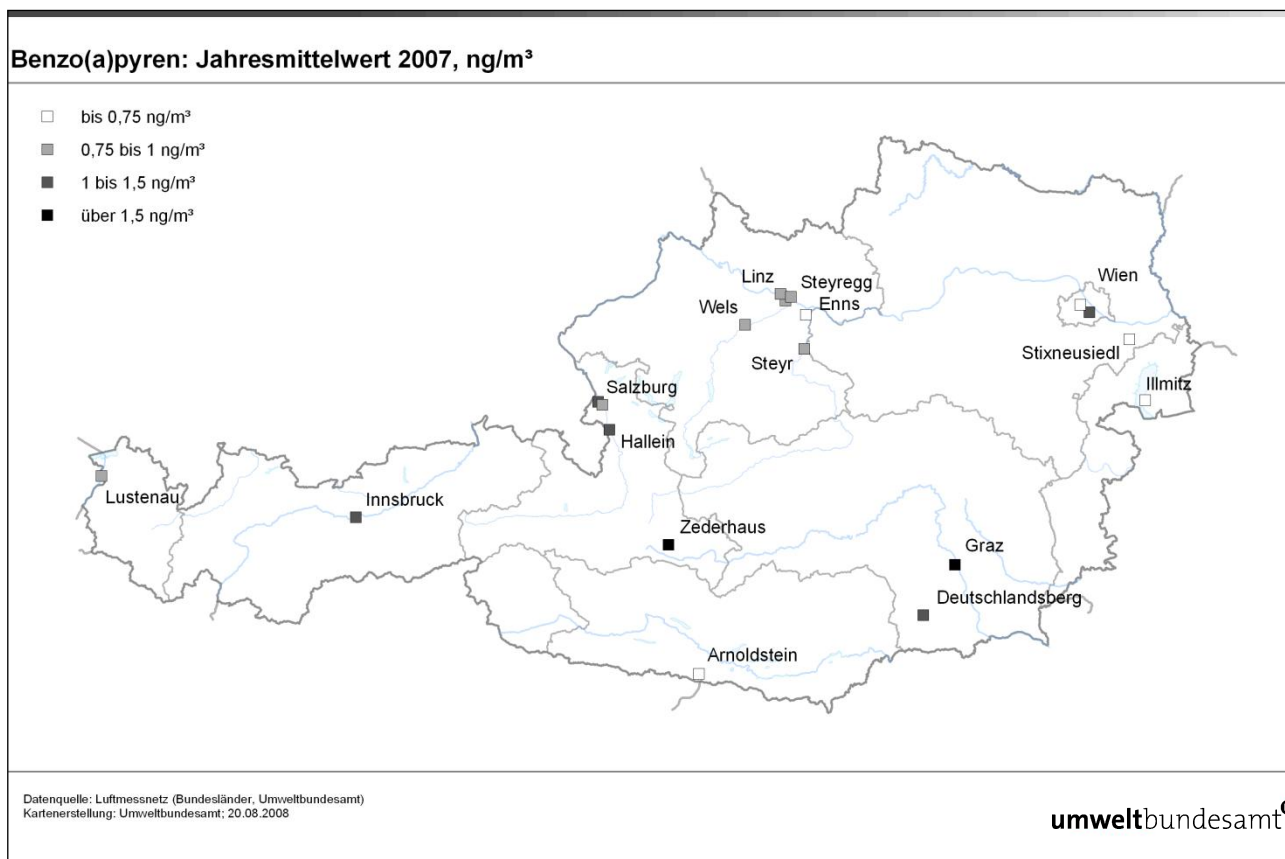 Benzo(a)pyren: Jahresmittelwert 2007, ng/m³
bis 0,75 ng/m³
0,75 bis 1 ng/m³
1 bis 1,5 ng/m³
über 1,5 ng/m³
Linz
Steyregg
Enns
Wels
Steyr
Wien
Stixneusiedl
Illmitz
Salzburg
Hallein
Lustenau
Innsbruck
Zederhaus
Graz
Deutschlandsberg
Arnoldstein
Datenquelle: Luftmessnetz (Bundesländer, Umweltbundesamt)
Kartenerstellung: Umweltbundesamt; 20.08.2008
umweltbundesamt